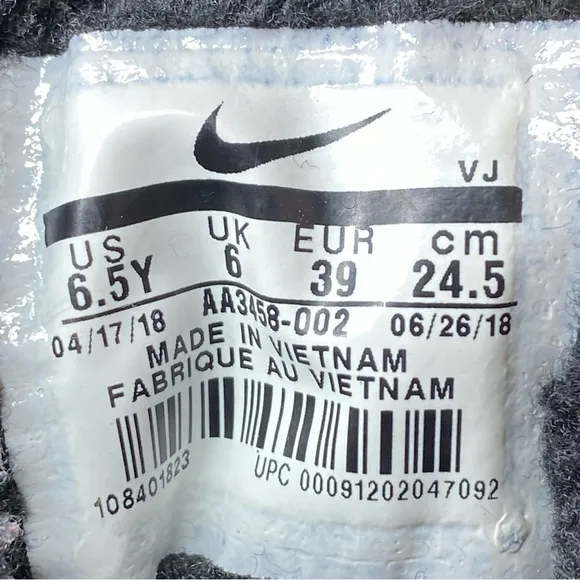 VJ
US UK EUR cm
6.5Y 6 39 24.5
04/17/18 AA3458-002 06/26/18
MADE IN VIETNAM
FABRIQUE AU VIETNAM
108401823 UPC 00091202047092